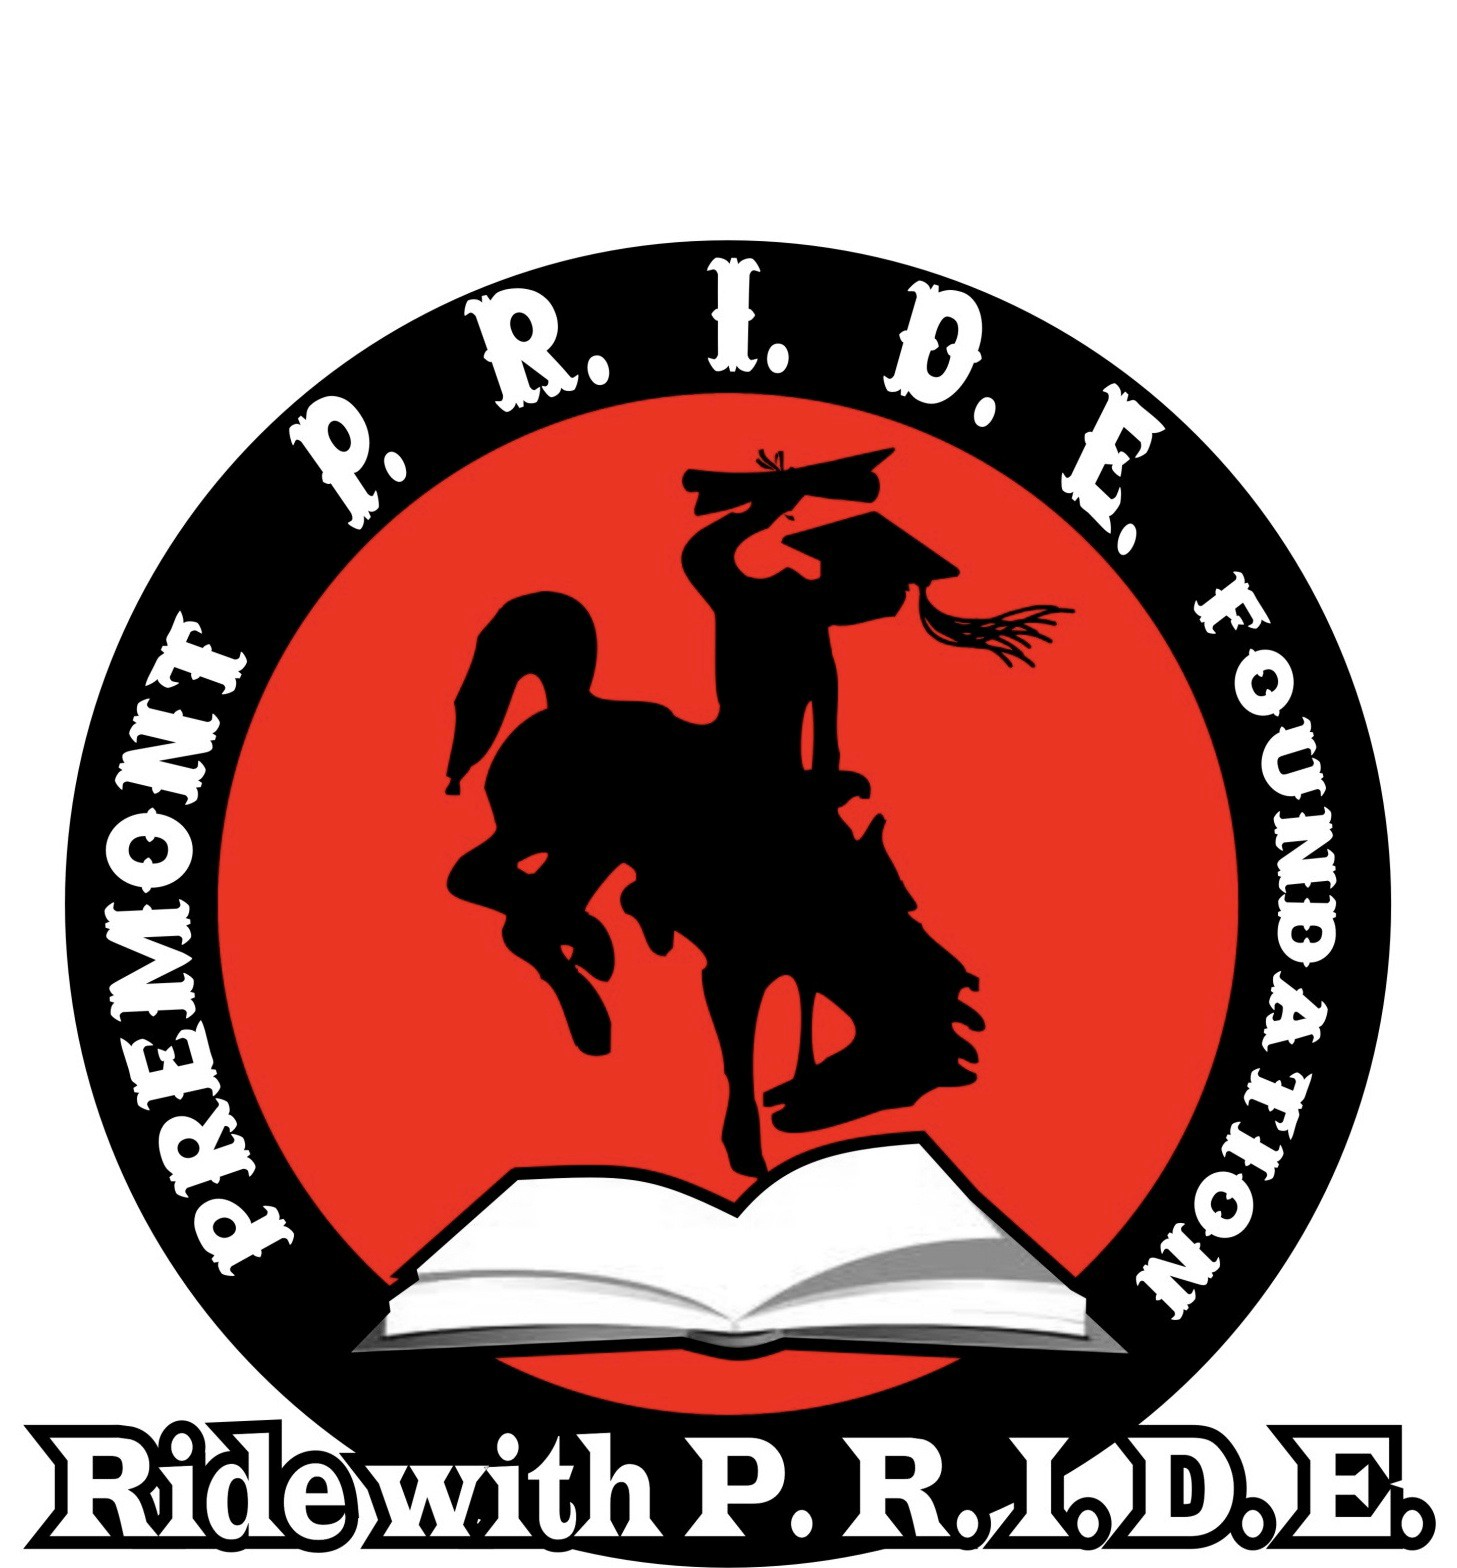 PREMONT P. R. I. D. E. FOUNDATION
Ride with P. R. I. D. E.